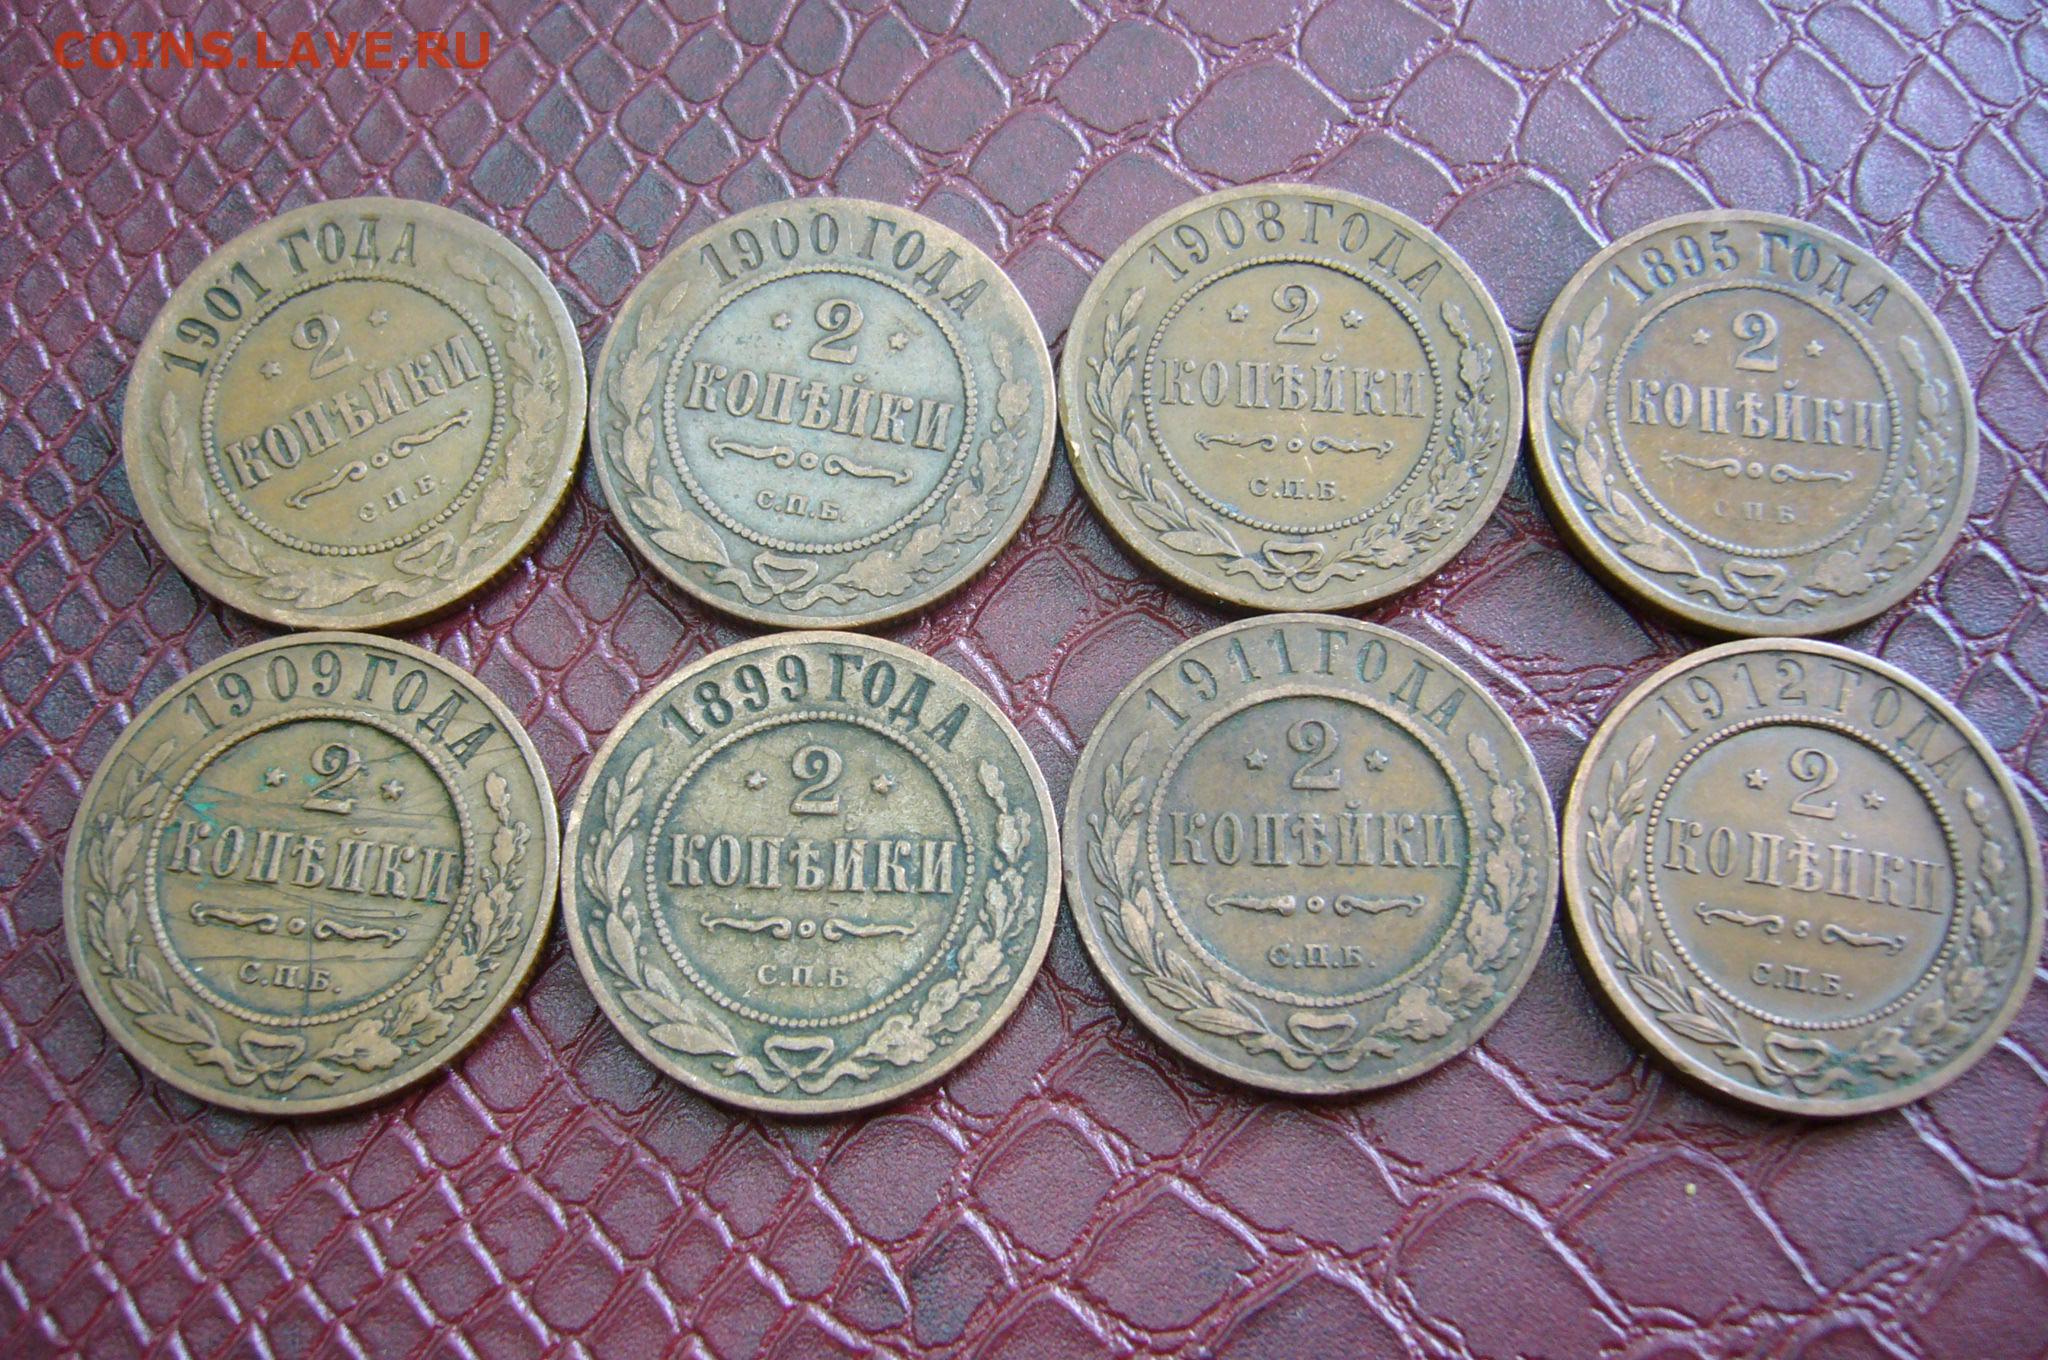 COINS.LAVE.RU
1901 ГОДА
2
КОПѢЙКИ
С.П.Б.
1900 ГОДА
2
КОПѢЙКИ
С.П.Б.
1908 ГОДА
2
КОПѢЙКИ
С.П.Б.
1895 ГОДА
2
КОПѢЙКИ
С.П.Б.
1909 ГОДА
2
КОПѢЙКИ
С.П.Б.
1899 ГОДА
2
КОПѢЙКИ
С.П.Б.
1911 ГОДА
2
КОПѢЙКИ
С.П.Б.
1912 ГОДА
2
КОПѢЙКИ
С.П.Б.